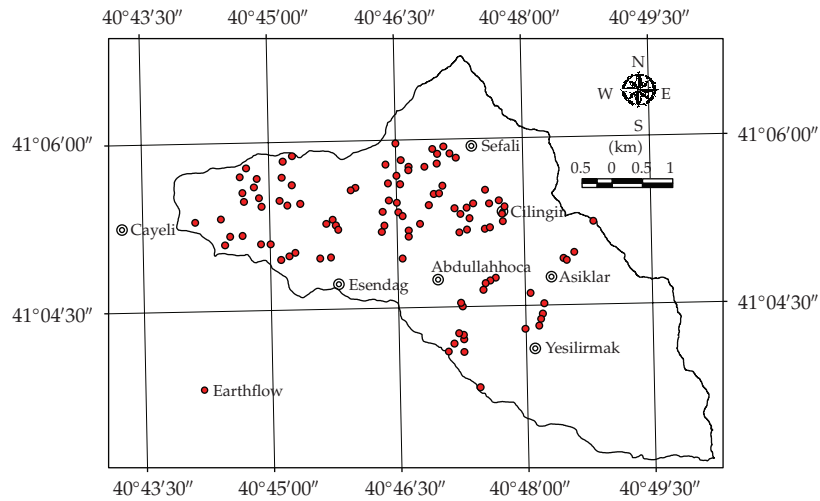 40°43′30″ 40°45′00″ 40°46′30″ 40°48′00″ 40°49′30″
N
W E
S
41°06′00″ 41°06′00″
(km)
0.5 0 0.5 1
Sefali
Cayeli
Cilingin
Abdullahhoca
Esendag
Asiklar
41°04′30″ 41°04′30″
Yesilirmak
Earthflow
40°43′30″ 40°45′00″ 40°46′30″ 40°48′00″ 40°49′30″